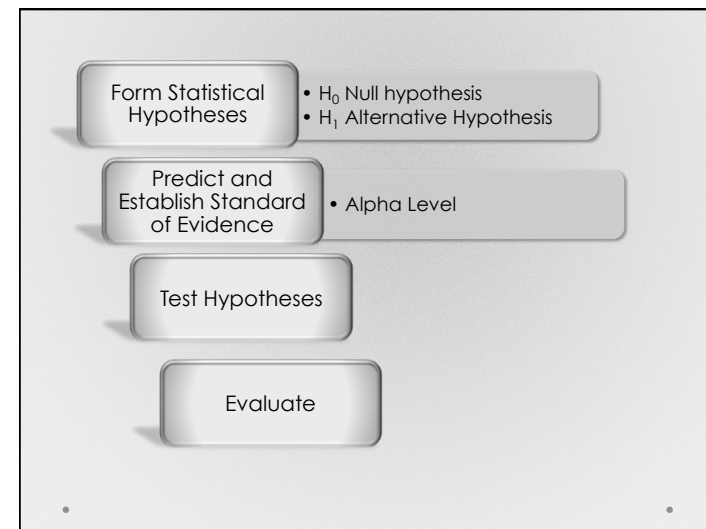 Form Statistical
Hypotheses
• H₀ Null hypothesis
• H₁ Alternative Hypothesis
Predict and
Establish Standard
of Evidence
• Alpha Level
Test Hypotheses
Evaluate